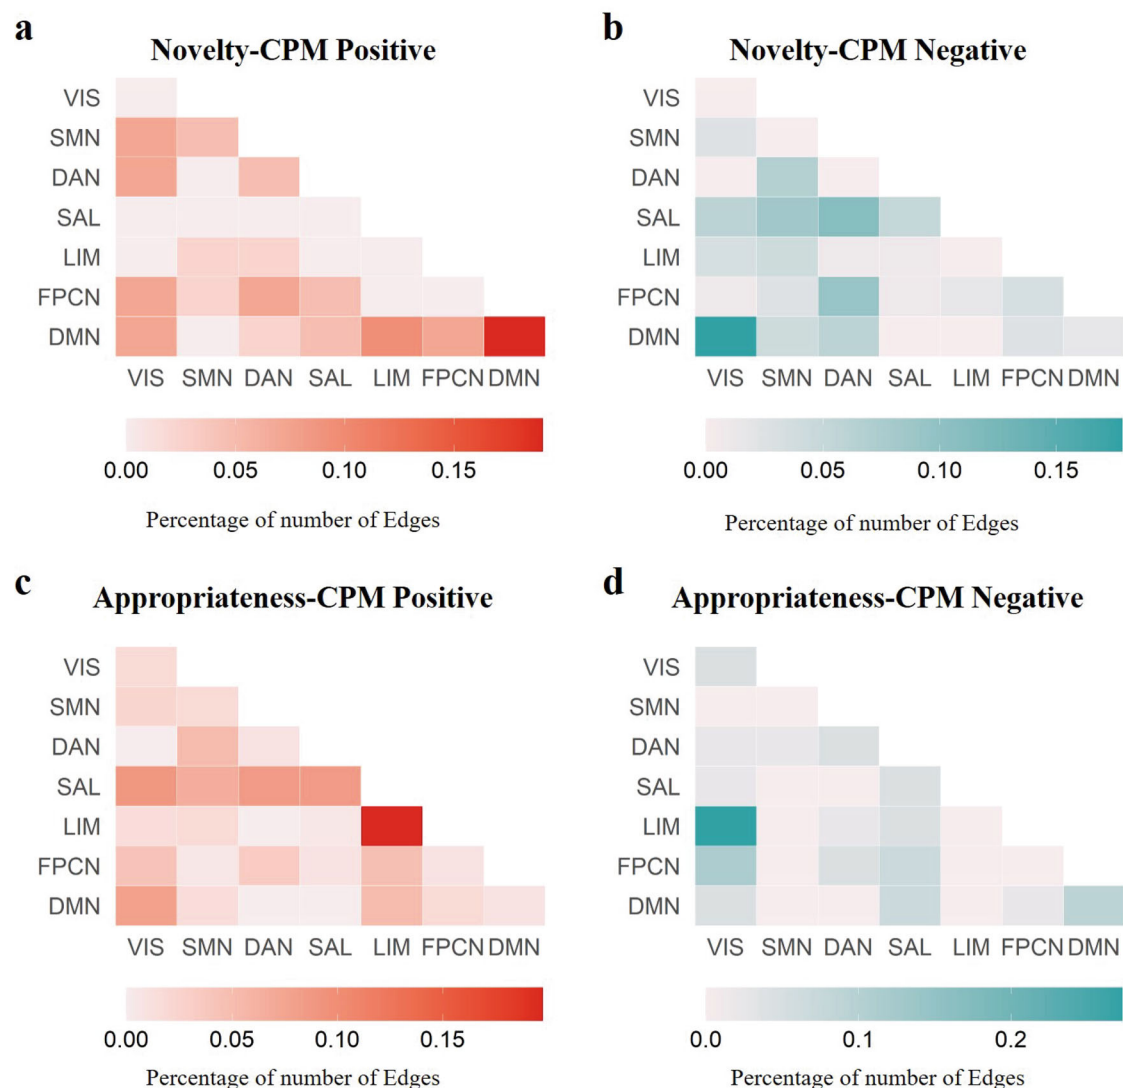 a
Novelty-CPM Positive
VIS
SMN
DAN
SAL
LIM
FPCN
DMN
VIS SMN DAN SAL LIM FPCN DMN
0.00 0.05 0.10 0.15
Percentage of number of Edges
b
Novelty-CPM Negative
VIS
SMN
DAN
SAL
LIM
FPCN
DMN
VIS SMN DAN SAL LIM FPCN DMN
0.00 0.05 0.10 0.15
Percentage of number of Edges
c
Appropriateness-CPM Positive
VIS
SMN
DAN
SAL
LIM
FPCN
DMN
VIS SMN DAN SAL LIM FPCN DMN
0.00 0.05 0.10 0.15
Percentage of number of Edges
d
Appropriateness-CPM Negative
VIS
SMN
DAN
SAL
LIM
FPCN
DMN
VIS SMN DAN SAL LIM FPCN DMN
0.0 0.1 0.2
Percentage of number of Edges